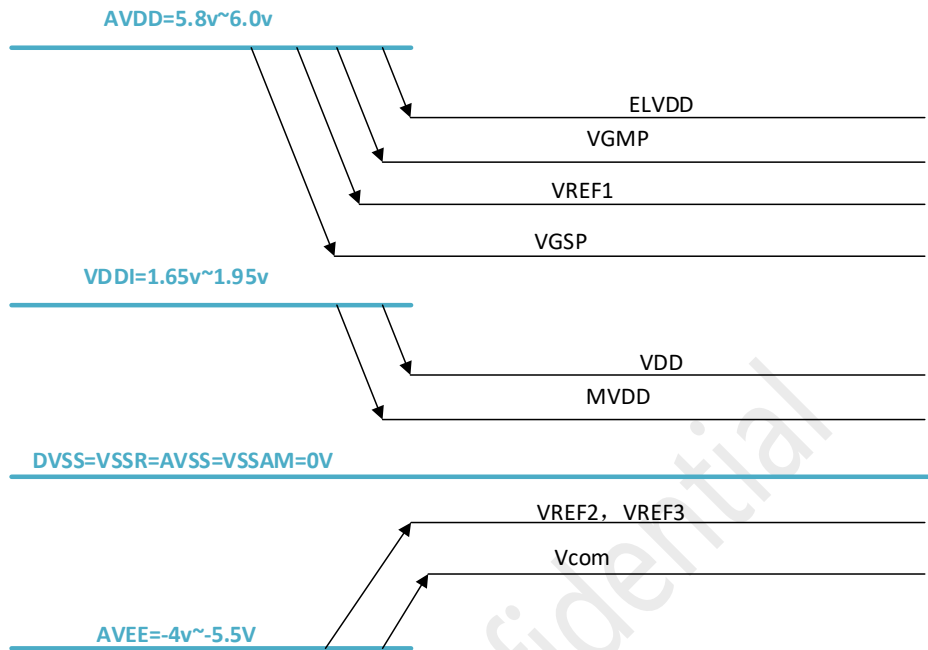 AVDD=5.8v~6.0v
ELVDD
VGMP
VREF1
VGSP
VDDI=1.65v~1.95v
VDD
MVDD
DVSS=VSSR=AVSS=VSSAM=0V
VREF2，VREF3
Vcom
AVEE=-4v~-5.5V
fidential